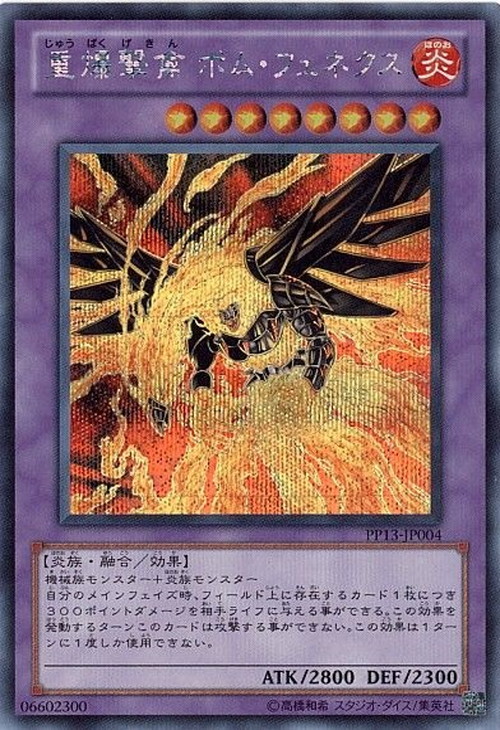 じゅうばくげききん
重爆撃禽 ボム・フェネクス
ほのお
炎
PP13-JP004
【炎族・融合／効果】
機械族モンスター＋炎族モンスター
自分のメインフェイズ時、フィールド上に存在するカード１枚につき
３００ポイントダメージを相手ライフに与える事ができる。この効果を
発動するターンこのカードは攻撃する事ができない。この効果は１ター
ンに１度しか使用できない。
ATK/2800 DEF/2300
06602300
©高橋和希 スタジオ・ダイス/集英社